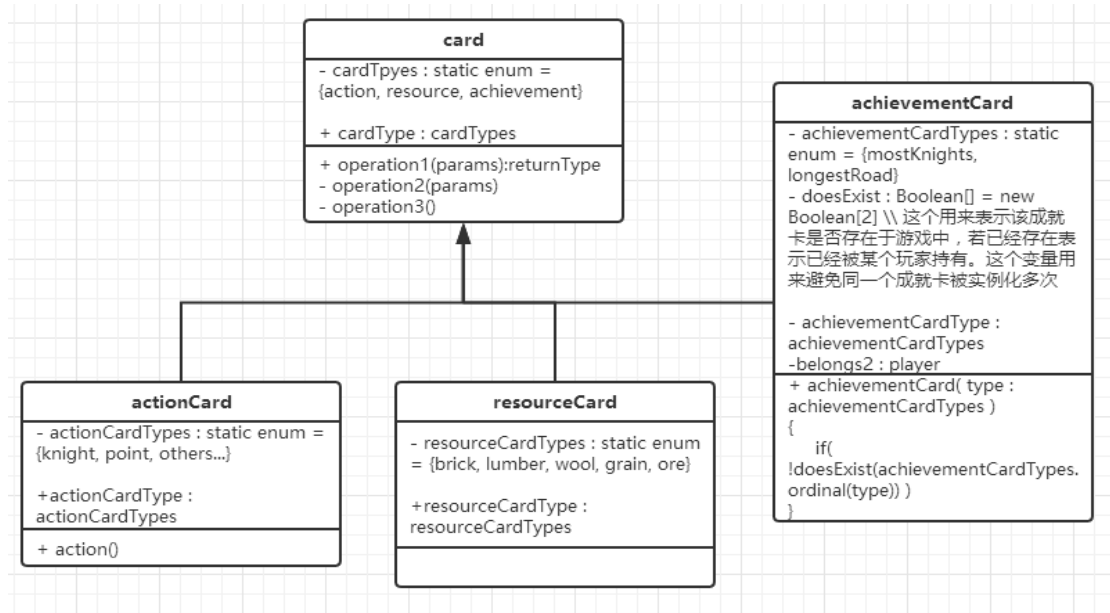 card
- cardTpyes : static enum =
{action, resource, achievement}
+ cardType : cardTypes
+ operation1(params):returnType
- operation2(params)
- operation3()
achievementCard
- achievementCardTypes : static
enum = {mostKnights,
longestRoad}
- doesExist : Boolean[] = new
Boolean[2] \\ 这个用来表示该成就
卡是否存在于游戏中，若已经存在表
示已经被某个玩家持有。这个变量用
来避免同一个成就卡被实例化多次
- achievementCardType :
achievementCardTypes
-belongs2 : player
+ achievementCard( type :
achievementCardTypes )
{
if(
!doesExist(achievementCardTypes.
ordinal(type)) )
}
actionCard
- actionCardTypes : static enum =
{knight, point, others...}
+actionCardType :
actionCardTypes
+ action()
resourceCard
- resourceCardTypes : static enum
= {brick, lumber, wool, grain, ore}
+resourceCardType :
resourceCardTypes